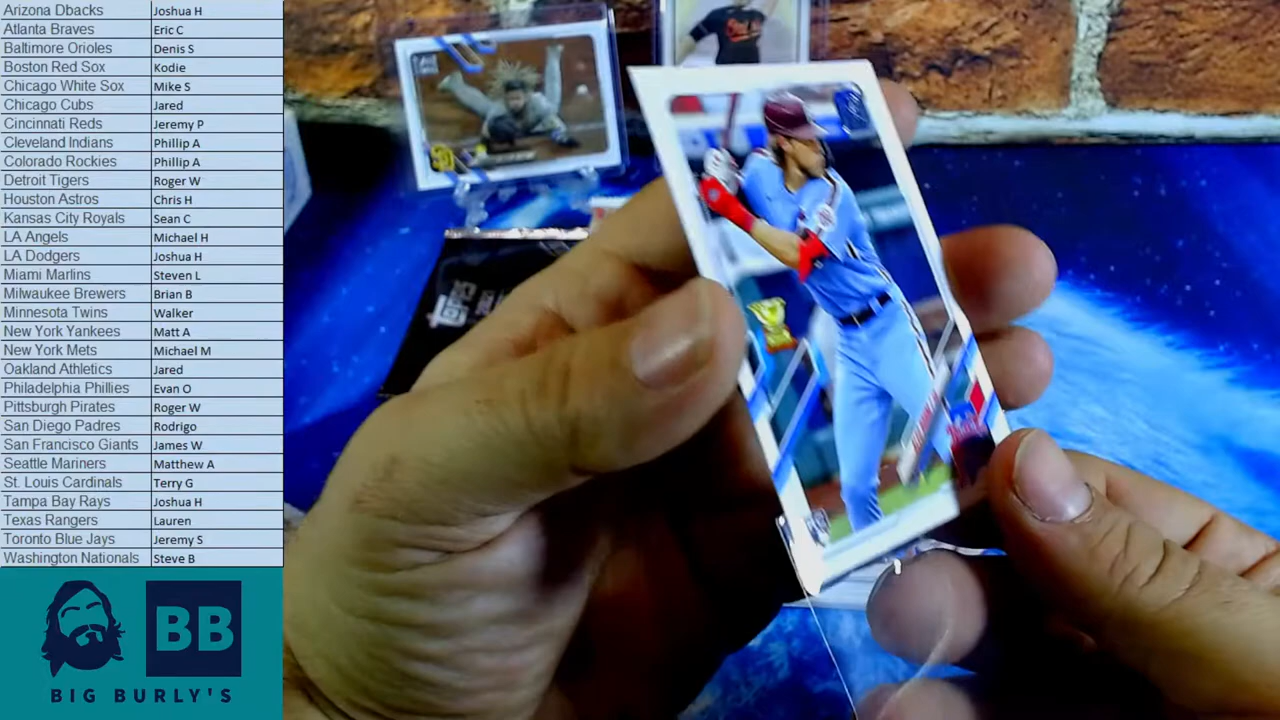 Arizona Dbacks Joshua H
Atlanta Braves Eric C
Baltimore Orioles Denis S
Boston Red Sox Kodie
Chicago White Sox Mike S
Chicago Cubs Jared
Cincinnati Reds Jeremy P
Cleveland Indians Phillip A
Colorado Rockies Phillip A
Detroit Tigers Roger W
Houston Astros Chris H
Kansas City Royals Sean C
LA Angels Michael H
LA Dodgers Joshua H
Miami Marlins Steven L
Milwaukee Brewers Brian B
Minnesota Twins Walker
New York Yankees Matt A
New York Mets Michael M
Oakland Athletics Jared
Philadelphia Phillies Evan O
Pittsburgh Pirates Roger W
San Diego Padres Rodrigo
San Francisco Giants James W
Seattle Mariners Matthew A
St. Louis Cardinals Terry G
Tampa Bay Rays Joshua H
Texas Rangers Lauren
Toronto Blue Jays Jeremy S
Washington Nationals Steve B
BB
BIG BURLY'S
TOPPS